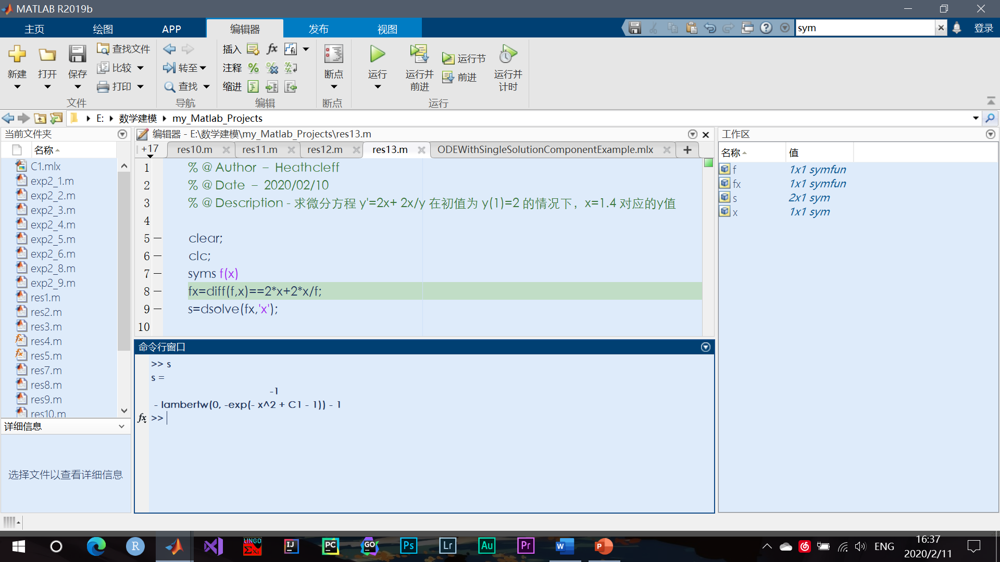 MATLAB R2019b
主页 绘图 APP 编辑器 发布 视图 sym 登录
新建 打开 保存 查找文件 比较 打印 文件
转至 查找 导航
插入 注释 缩进 编辑
断点 断点
运行 运行并前进 运行节 前进 运行并计时 运行
E: 数学建模 my_Matlab_Projects
当前文件夹
名称
C1.mlx
exp2_1.m
exp2_2.m
exp2_3.m
exp2_4.m
exp2_5.m
exp2_6.m
exp2_8.m
exp2_9.m
res1.m
res2.m
res3.m
res4.m
res5.m
res7.m
res8.m
res9.m
res10.m
详细信息
选择文件以查看详细信息
编辑器 - E:\数学建模\my_Matlab_Projects\res13.m
+17 res10.m res11.m res12.m res13.m ODEWithSingleSolutionComponentExample.mlx
1 % @ Author - Heathcleff
2 % @ Date - 2020/02/10
3 % @ Description - 求微分方程 y'=2x+ 2x/y 在初值为 y(1)=2 的情况下，x=1.4 对应的y值
4
5 clear;
6 clc;
7 syms f(x)
8 fx=diff(f,x)==2*x+2*x/f;
9 s=dsolve(fx,'x');
10
命令行窗口
>> s
s =
-1
- lambertw(0, -exp(- x^2 + C1 - 1)) - 1
fx >>
工作区
名称 值
f 1x1 symfun
fx 1x1 symfun
s 2x1 sym
x 1x1 sym
R LINGO IJ PC GO Ps Lr Au Pr W P ENG
16:37
2020/2/11